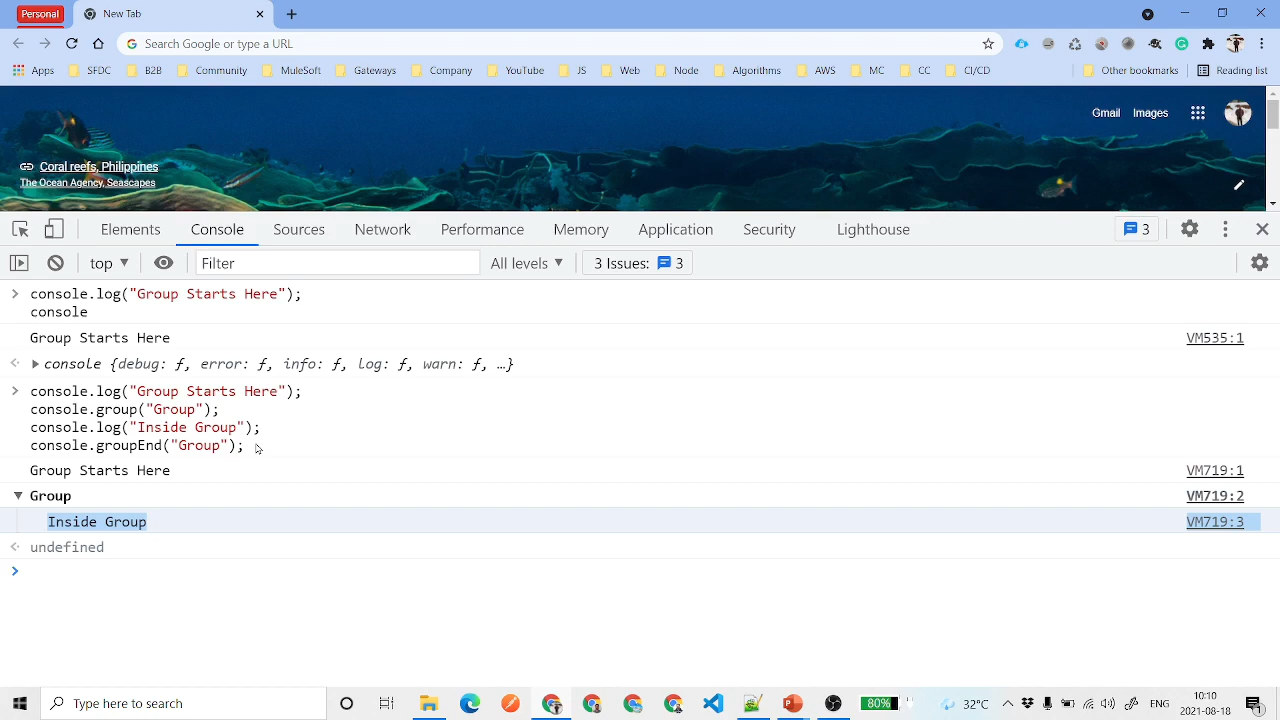 Personal
New Tab
Search Google or type a URL
Apps SFDC B2B Community MuleSoft Gateways Company YouTube JS Web Node Algorithms AWS MC CC CI/CD Other bookmarks Reading list
Gmail Images
Coral reefs, Philippines
The Ocean Agency, Seascapes
Elements Console Sources Network Performance Memory Application Security Lighthouse 3
top Filter All levels 3 Issues: 3
console.log("Group Starts Here");
console
Group Starts Here VM535:1
console {debug: ƒ, error: ƒ, info: ƒ, log: ƒ, warn: ƒ, …}
console.log("Group Starts Here");
console.group("Group");
console.log("Inside Group");
console.groupEnd("Group");
Group Starts Here VM719:1
Group VM719:2
Inside Group VM719:3
undefined
Type here to search 80% 32°C ENG 10:10
2021-08-18 1